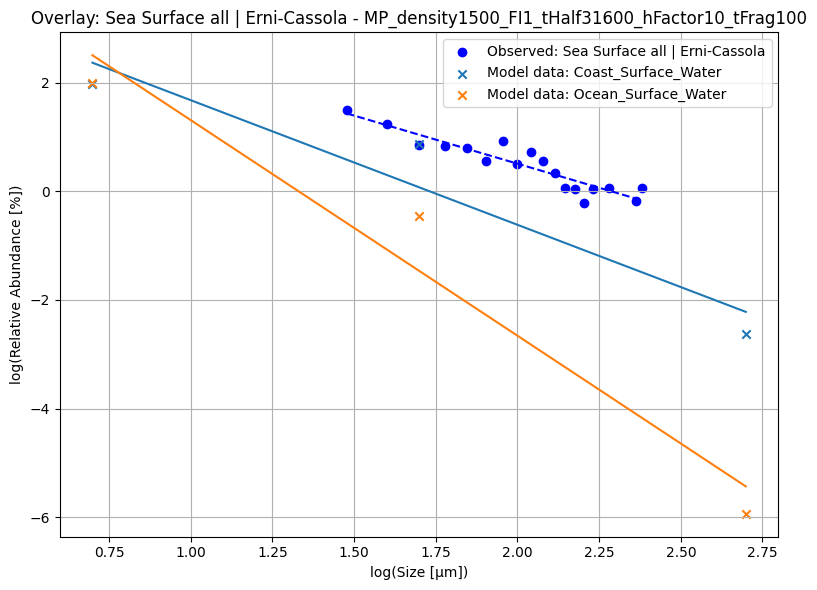 Overlay: Sea Surface all | Erni-Cassola - MP_density1500_FI1_tHalf31600_hFactor10_tFrag100
Observed: Sea Surface all | Erni-Cassola
Model data: Coast_Surface_Water
Model data: Ocean_Surface_Water
log(Relative Abundance [%])
2
0
−2
−4
−6
0.75 1.00 1.25 1.50 1.75 2.00 2.25 2.50 2.75
log(Size [μm])